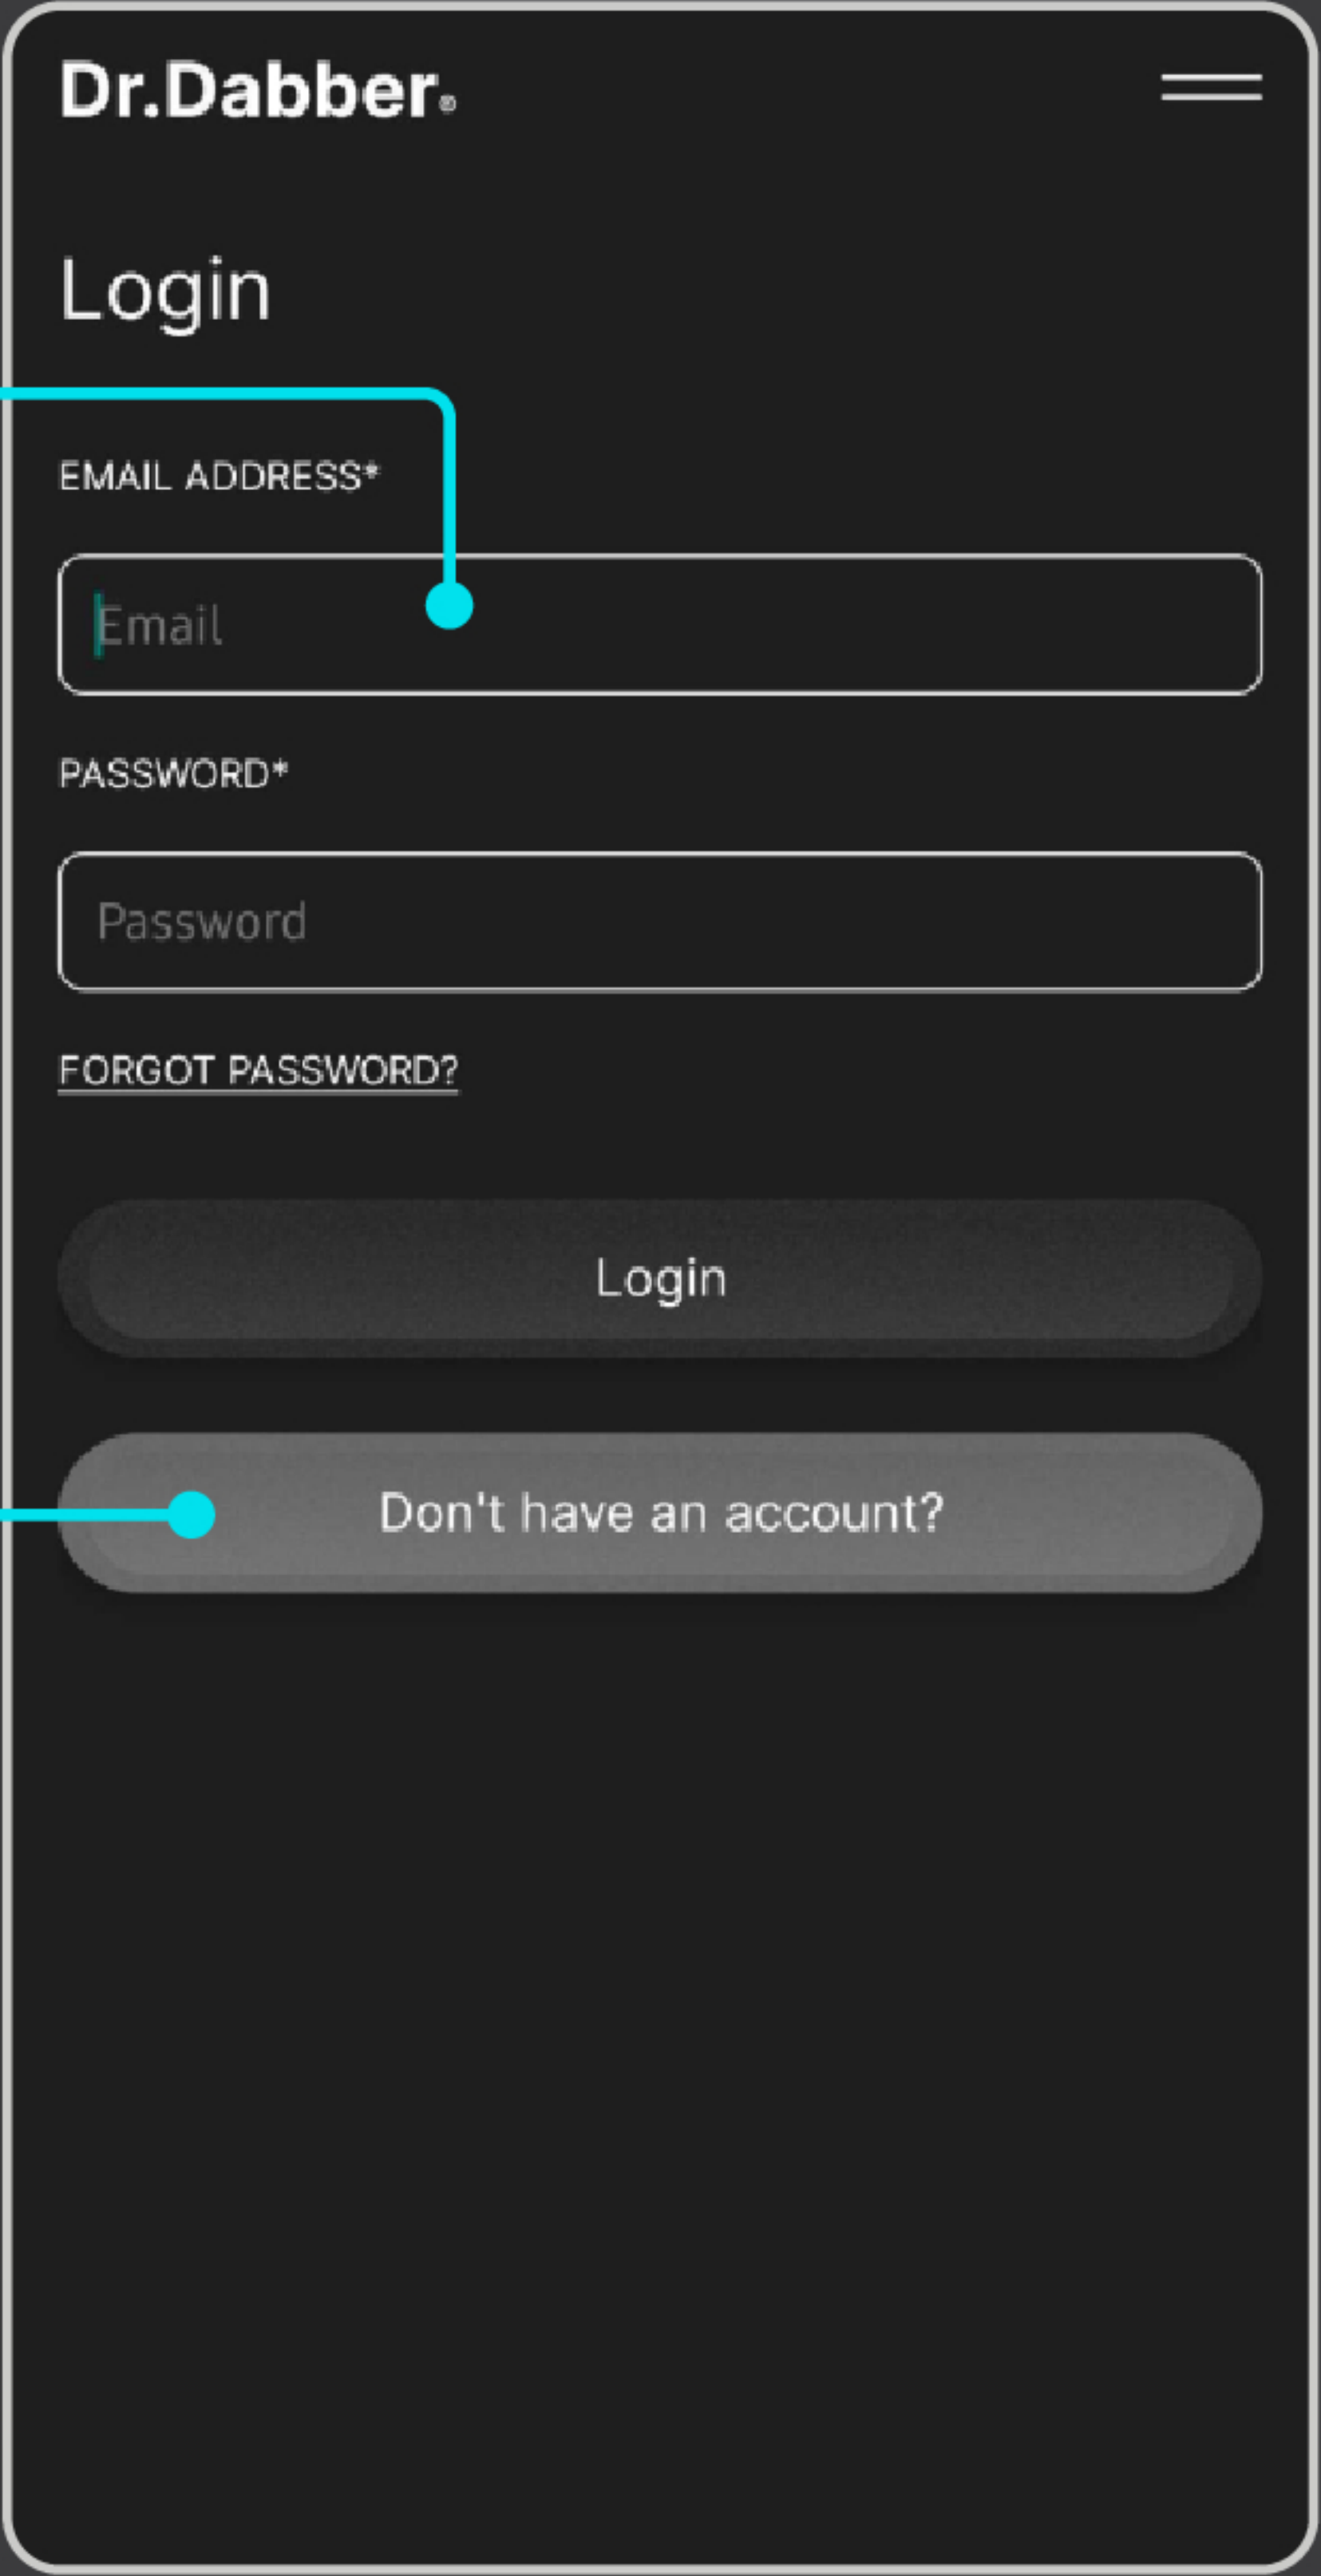 Dr.Dabber®
Login
EMAIL ADDRESS*
Email
PASSWORD*
Password
FORGOT PASSWORD?
Login
Don't have an account?